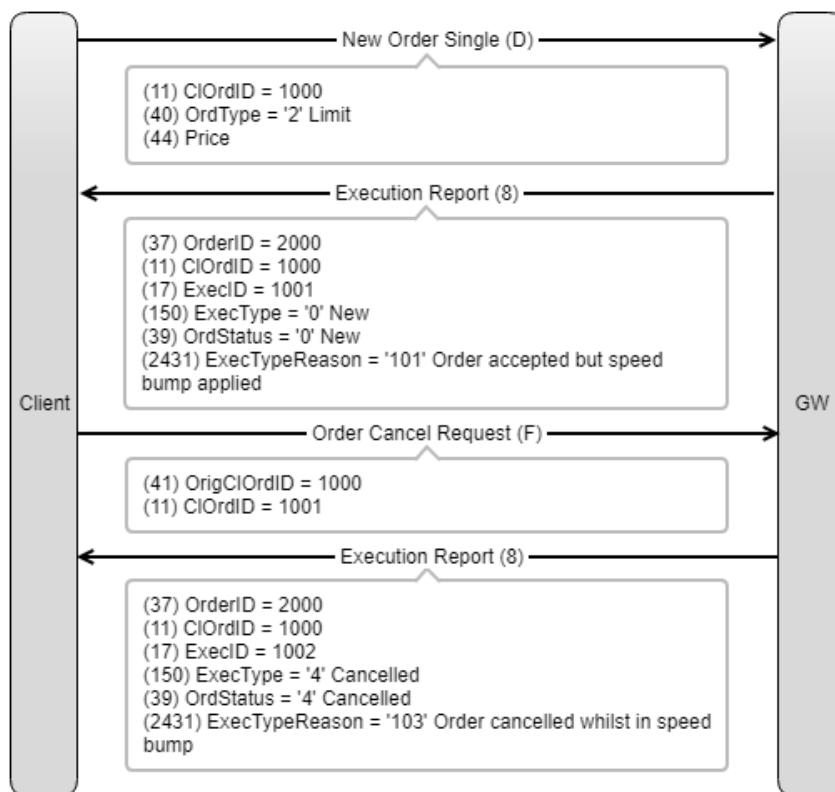 New Order Single (D)
(11) ClOrdID = 1000
(40) OrdType = '2' Limit
(44) Price
Execution Report (8)
(37) OrderID = 2000
(11) ClOrdID = 1000
(17) ExecID = 1001
(150) ExecType = '0' New
(39) OrdStatus = '0' New
(2431) ExecTypeReason = '101' Order accepted but speed
bump applied
Client
GW
Order Cancel Request (F)
(41) OrigClOrdID = 1000
(11) ClOrdID = 1001
Execution Report (8)
(37) OrderID = 2000
(11) ClOrdID = 1000
(17) ExecID = 1002
(150) ExecType = '4' Cancelled
(39) OrdStatus = '4' Cancelled
(2431) ExecTypeReason = '103' Order cancelled whilst in speed
bump